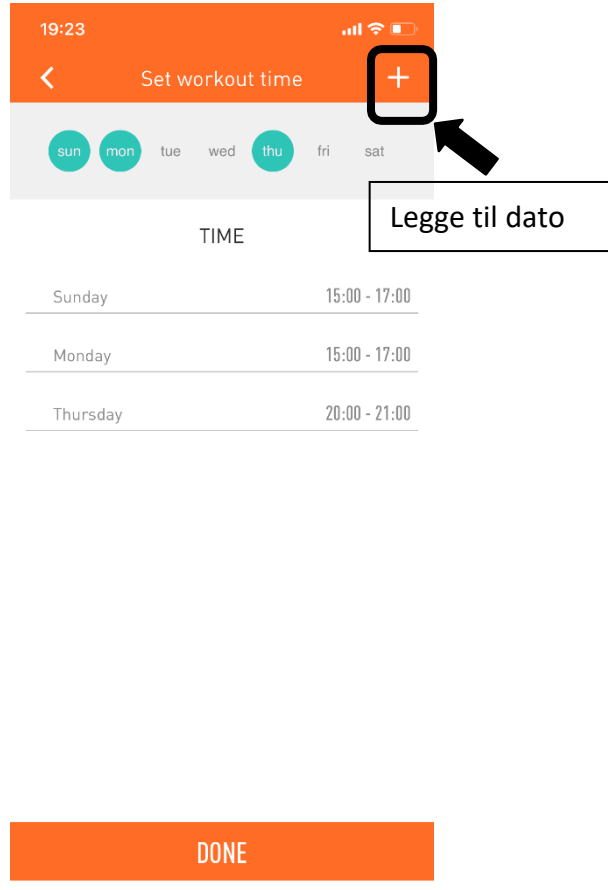 19:23
Set workout time
sun mon tue wed thu fri sat
Legge til dato
TIME
Sunday 15:00 - 17:00
Monday 15:00 - 17:00
Thursday 20:00 - 21:00
DONE